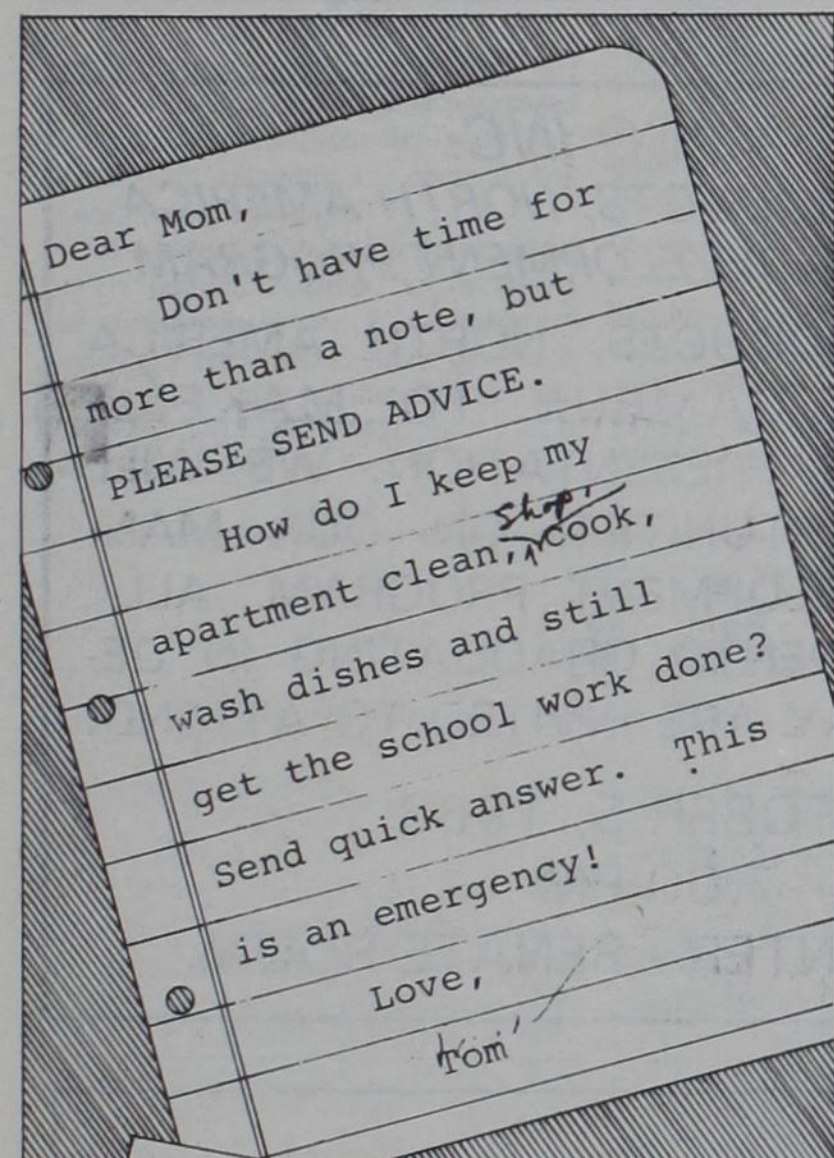 Dear Mom,
Don't have time for
more than a note, but
PLEASE SEND ADVICE.
How do I keep my
apartment clean, shop, cook,
wash dishes and still
get the school work done?
Send quick answer. This
is an emergency!
Love,
Tom